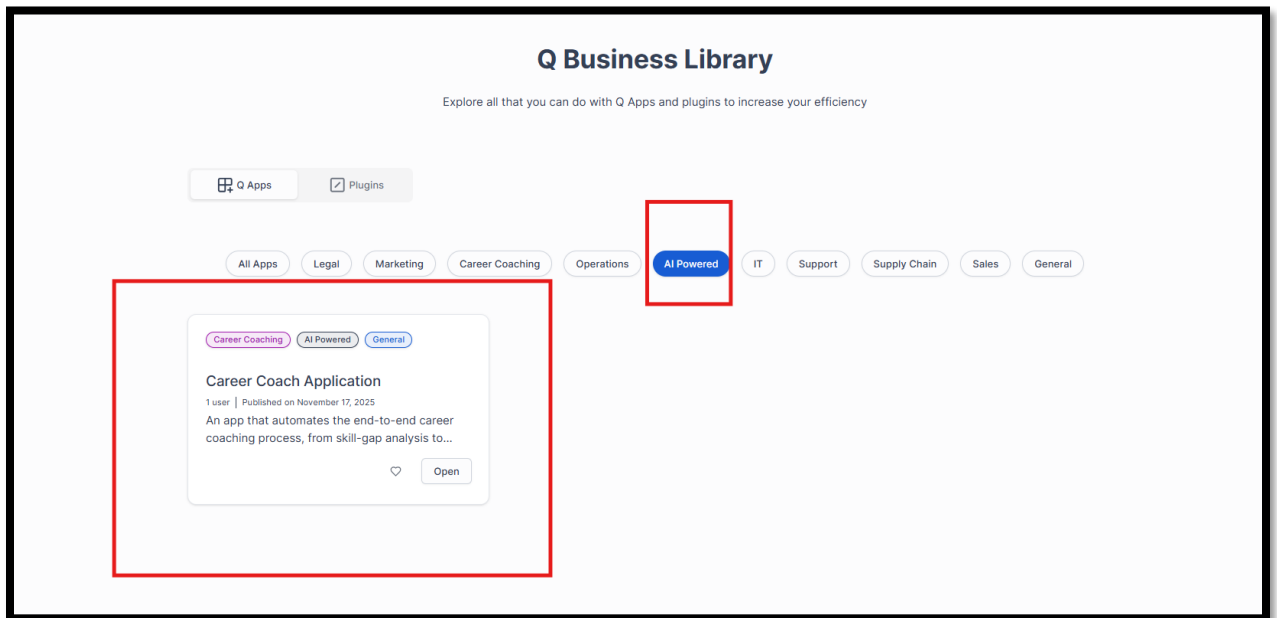 Q Business Library
Explore all that you can do with Q Apps and plugins to increase your efficiency
Q Apps Plugins
All Apps Legal Marketing Career Coaching Operations AI Powered IT Support Supply Chain Sales General
Career Coaching AI Powered General
Career Coach Application
1 user | Published on November 17, 2025
An app that automates the end-to-end career
coaching process, from skill-gap analysis to...
Open